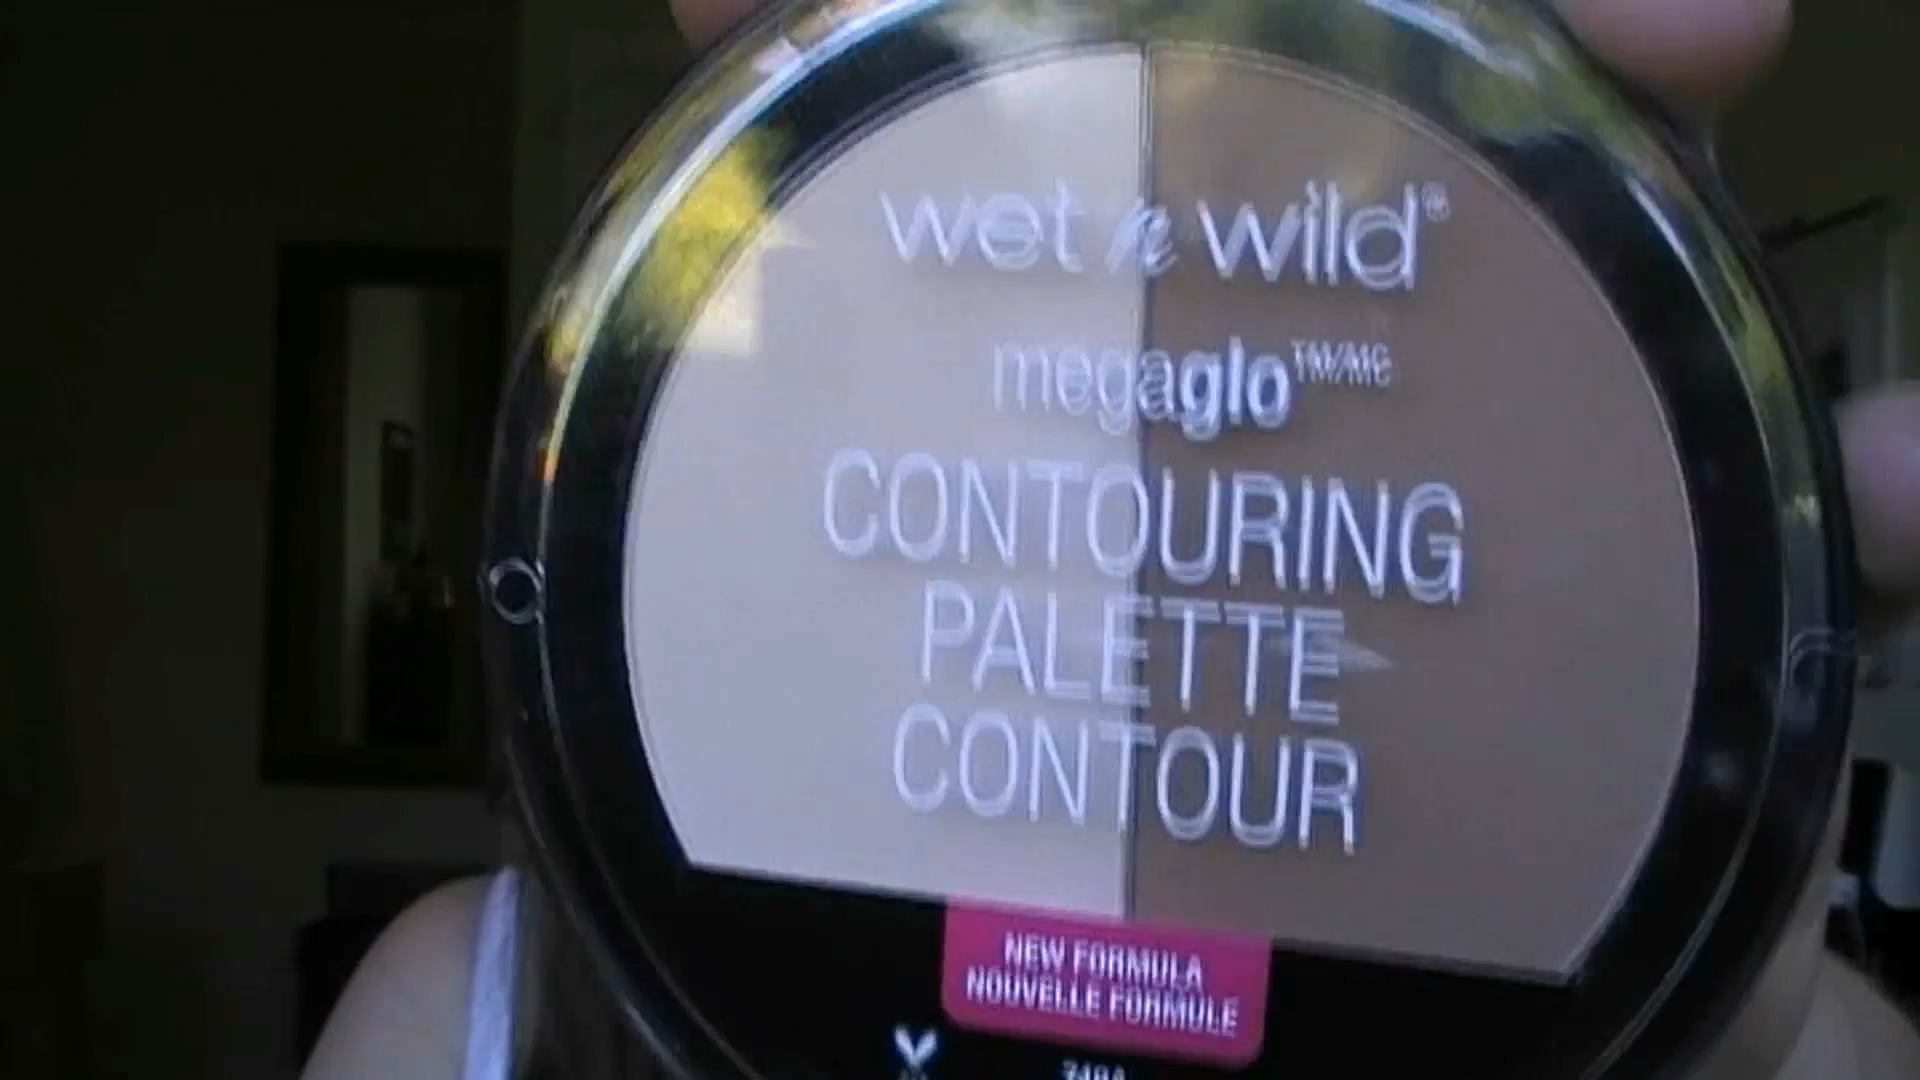 wet n wild®
megaglo™/MC
CONTOURING
PALETTE
CONTOUR
NEW FORMULA
NOUVELLE FORMULE